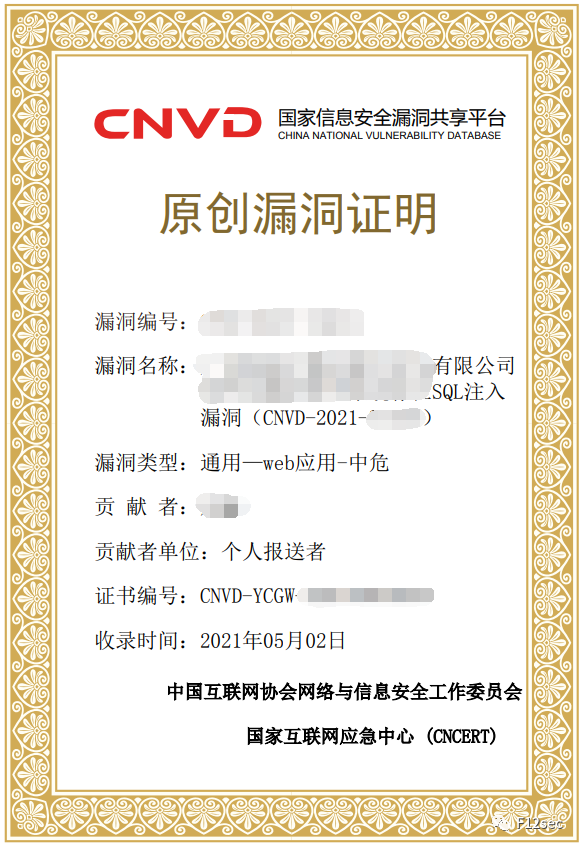 CNVD 国家信息安全漏洞共享平台
CHINA NATIONAL VULNERABILITY DATABASE
原创漏洞证明
漏洞编号：
漏洞名称： 有限公司
SQL注入
漏洞（CNVD-2021- ）
漏洞类型：通用—web应用-中危
贡 献 者：
贡献者单位：个人报送者
证书编号：CNVD-YCGW-
收录时间：2021年05月02日
中国互联网协会网络与信息安全工作委员会
国家互联网应急中心 (CNCERT)
F12sec